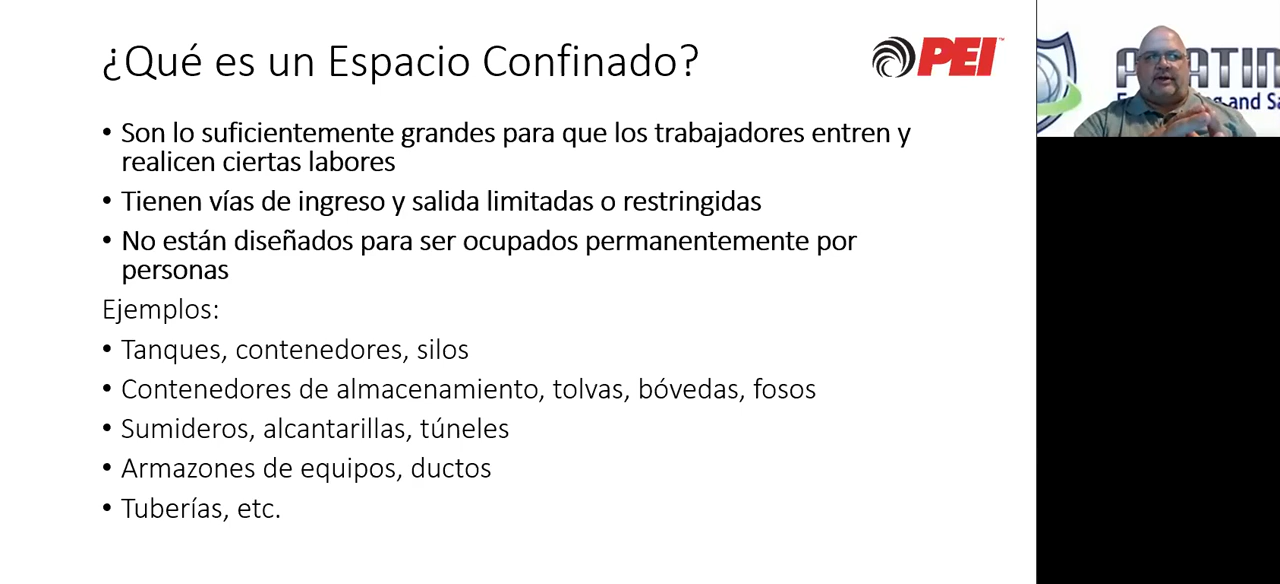 ¿Qué es un Espacio Confinado?
PEI
• Son lo suficientemente grandes para que los trabajadores entren y
realicen ciertas labores
• Tienen vías de ingreso y salida limitadas o restringidas
• No están diseñados para ser ocupados permanentemente por
personas
Ejemplos:
• Tanques, contenedores, silos
• Contenedores de almacenamiento, tolvas, bóvedas, fosos
• Sumideros, alcantarillas, túneles
• Armazones de equipos, ductos
• Tuberías, etc.
and